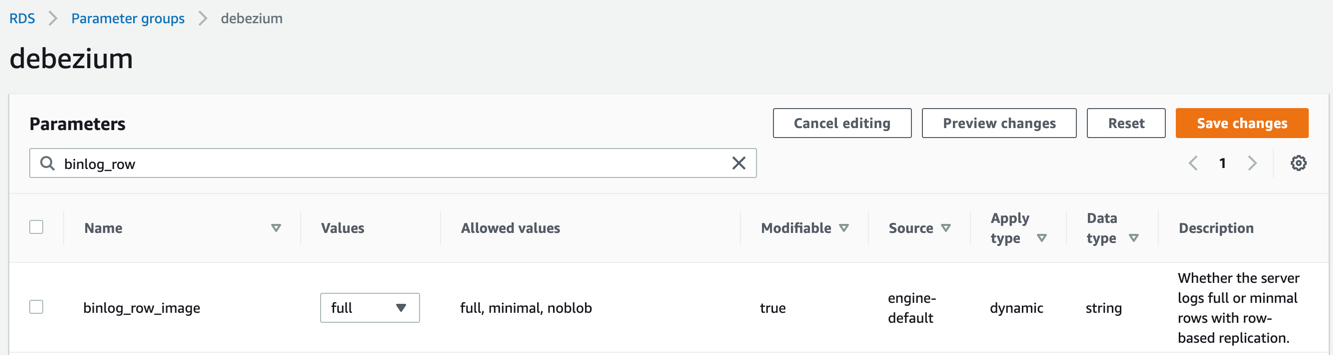 RDS > Parameter groups > debezium
debezium
Parameters
Cancel editing
Preview changes
Reset
Save changes
binlog_row
1
Name
Values
Allowed values
Modifiable
Source
Apply
type
Data
type
Description
binlog_row_image
full
full, minimal, noblob
true
engine-
default
dynamic
string
Whether the server
logs full or minmal
rows with row-
based replication.